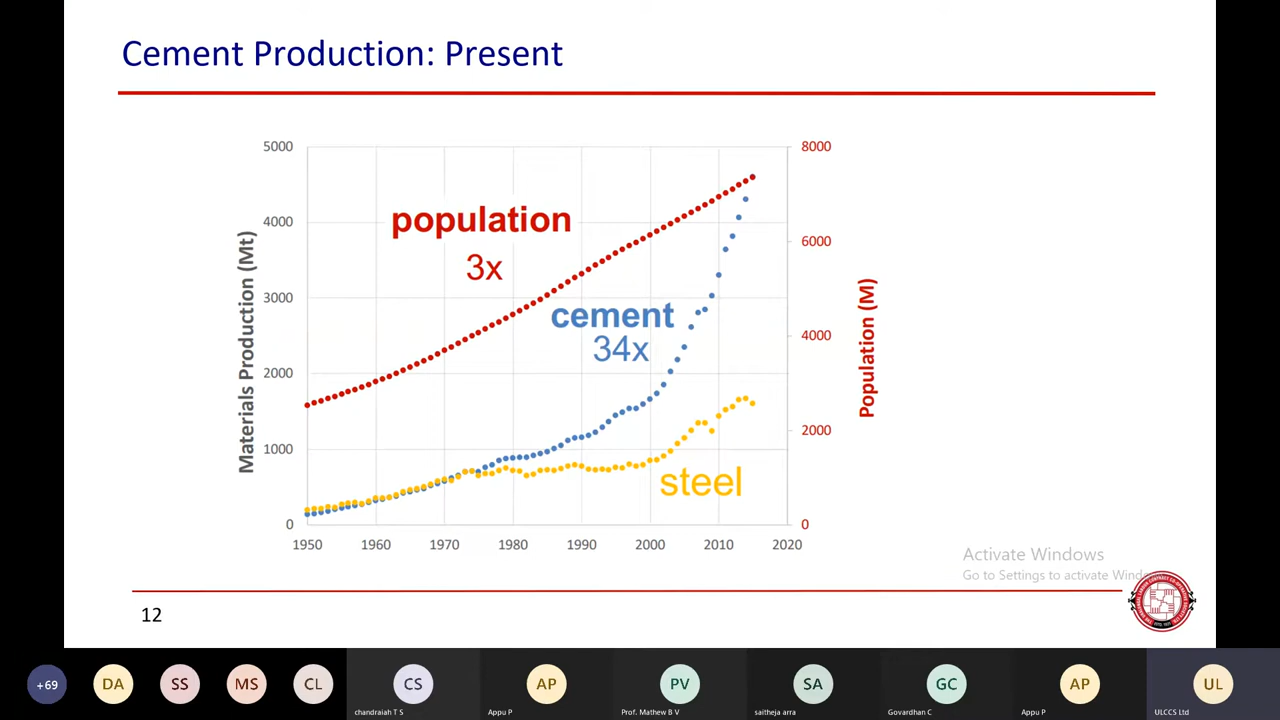 Cement Production: Present
5000
4000
3000
2000
1000
0
Materials Production (Mt)
population
3x
cement
34x
steel
8000
6000
4000
2000
0
Population (M)
1950 1960 1970 1980 1990 2000 2010 2020
Activate Windows
Go to Settings to activate Windo
12
+69 DA SS MS CL CS AP PV SA GC AP UL
chandraiah T S Appu P Prof. Mathew B V saitheja arra Govardhan C Appu P ULCCS Ltd